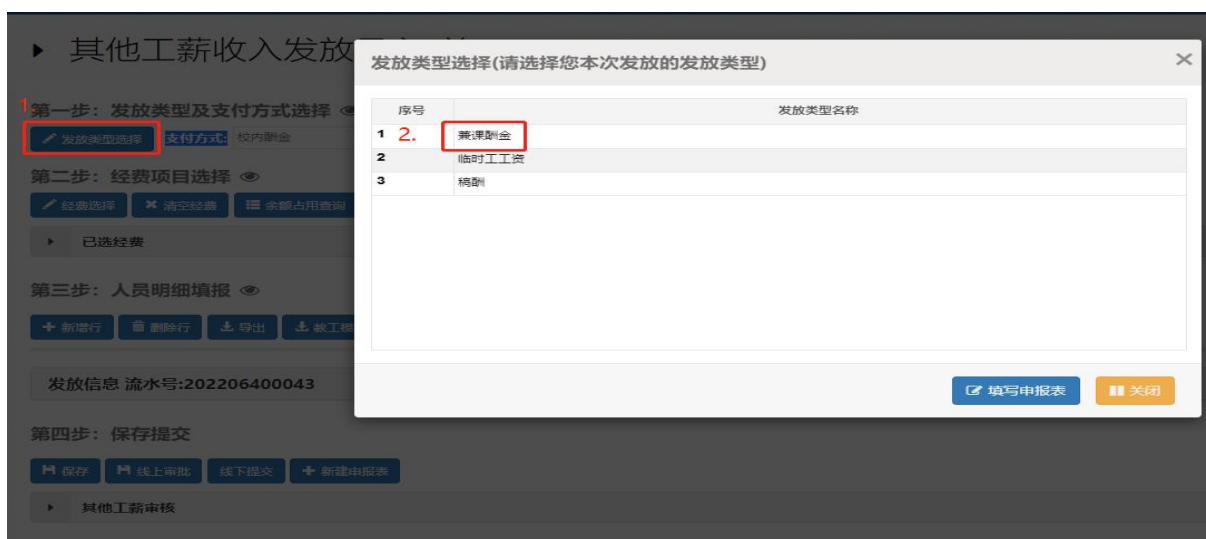 其他工薪收入发放
第一步：发放类型及支付方式选择
1.
发放类型选择 支付方式: 校内酬金
第二步：经费项目选择
经费选择 清空经费 余额占用查询
已选经费
第三步：人员明细填报
新增行 删除行 导出 教工模
发放信息 流水号:202206400043
第四步：保存提交
保存 线上审批 线下提交 新建申报表
其他工薪审核
发放类型选择(请选择您本次发放的发放类型)
序号 发放类型名称
1 2. 兼课酬金
2 临时工工资
3 稿酬
填写申报表 关闭